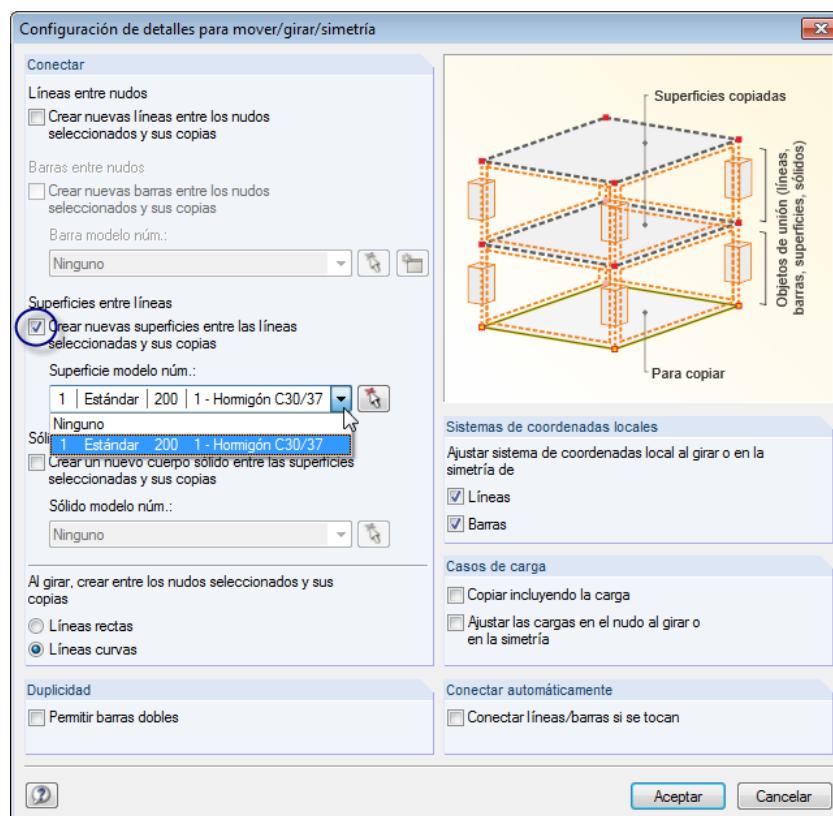 Configuración de detalles para mover/girar/simetría
Conectar
Líneas entre nudos
Crear nuevas líneas entre los nudos
seleccionados y sus copias
Barras entre nudos
Crear nuevas barras entre los nudos
seleccionados y sus copias
Barra modelo núm.:
Ninguno
Superficies entre líneas
Crear nuevas superficies entre las líneas
seleccionadas y sus copias
Superficie modelo núm.:
1 | Estándar | 200 | 1 - Hormigón C30/37
Ninguno
1 Estándar 200 1 - Hormigón C30/37
Sóli
Crear un nuevo cuerpo sólido entre las superficies
seleccionadas y sus copias
Sólido modelo núm.:
Ninguno
Al girar, crear entre los nudos seleccionados y sus
copias
Líneas rectas
Líneas curvas
Duplicidad
Permitir barras dobles
Superficies copiadas
Objetos de unión (líneas,
barras, superficies, sólidos)
Para copiar
Sistemas de coordenadas locales
Ajustar sistema de coordenadas local al girar o en la
simetría de
Líneas
Barras
Casos de carga
Copiar incluyendo la carga
Ajustar las cargas en el nudo al girar o
en la simetría
Conectar automáticamente
Conectar líneas/barras si se tocan
Aceptar
Cancelar